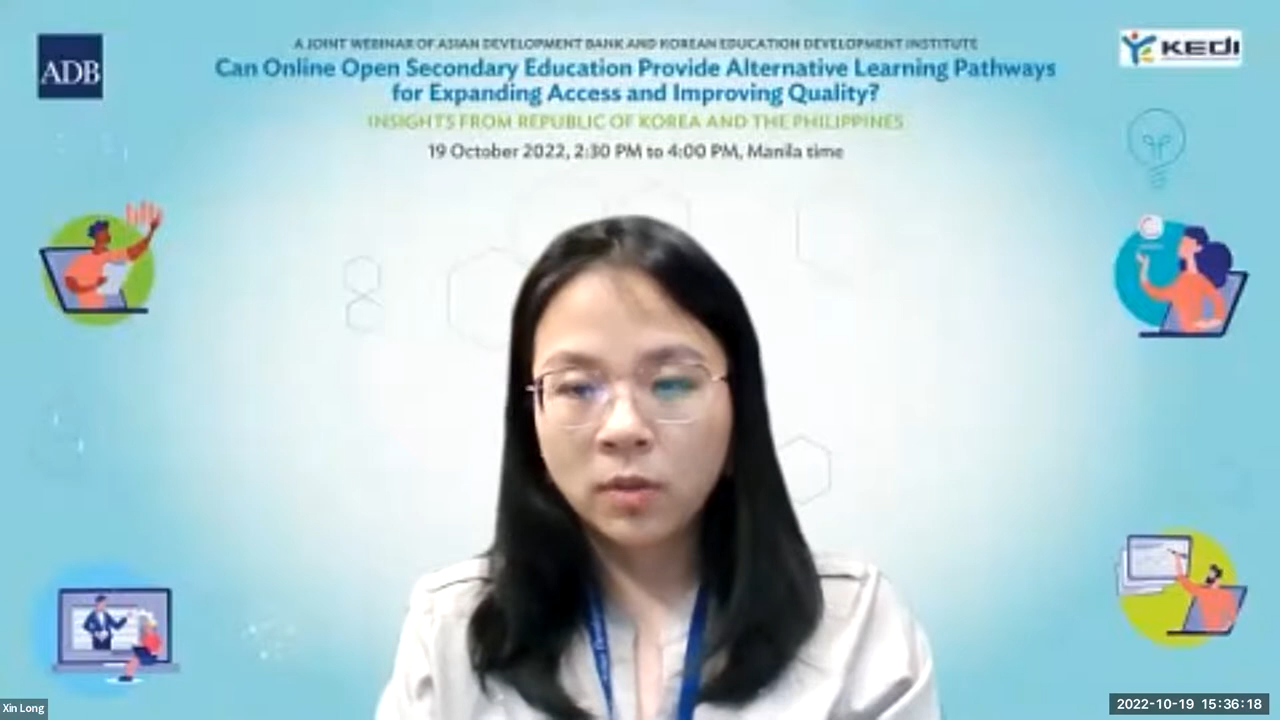 ADB
A JOINT WEBINAR OF ASIAN DEVELOPMENT BANK AND KOREAN EDUCATION DEVELOPMENT INSTITUTE
KEDI
Can Online Open Secondary Education Provide Alternative Learning Pathways
for Expanding Access and Improving Quality?
INSIGHTS FROM REPUBLIC OF KOREA AND THE PHILIPPINES
19 October 2022, 2:30 PM to 4:00 PM, Manila time
Xin Long
2022-10-19 15:36:18